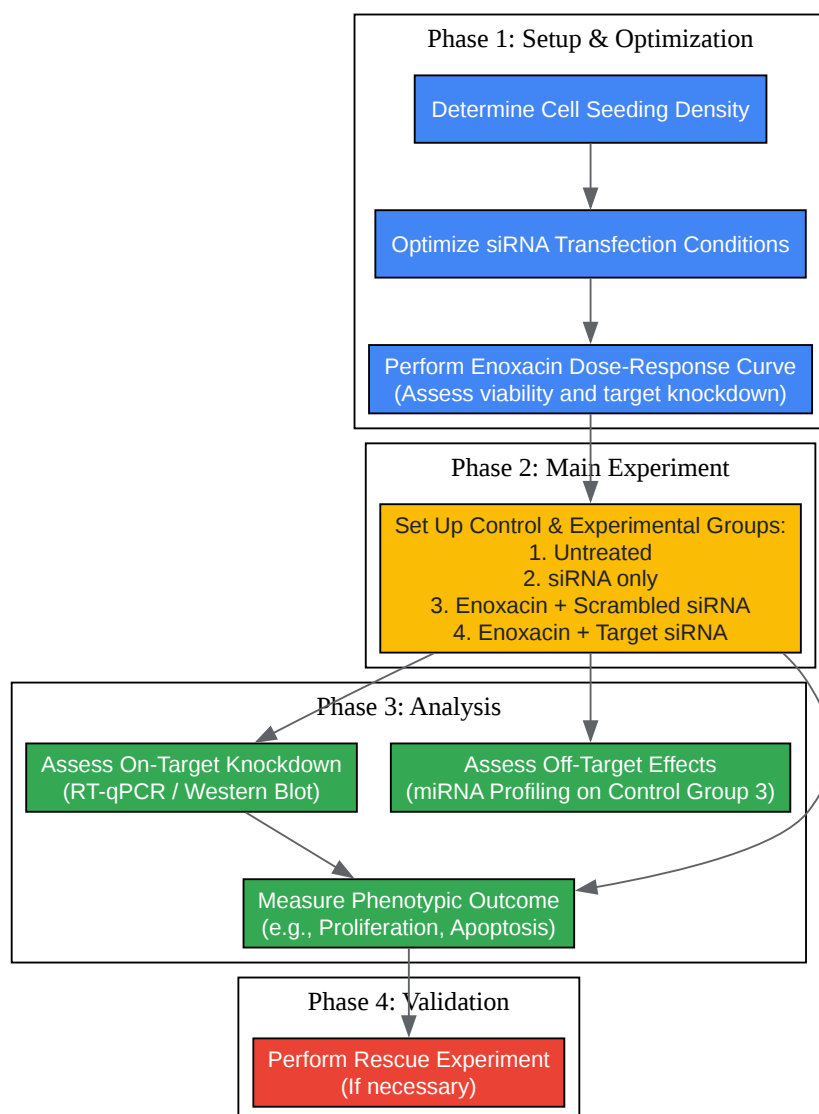 Phase 1: Setup & Optimization
Determine Cell Seeding Density
Optimize siRNA Transfection Conditions
Perform Enoxacin Dose-Response Curve
(Assess viability and target knockdown)
Phase 2: Main Experiment
Set Up Control & Experimental Groups:
1. Untreated
2. siRNA only
3. Enoxacin + Scrambled siRNA
4. Enoxacin + Target siRNA
Phase 3: Analysis
Assess On-Target Knockdown
(RT-qPCR / Western Blot)
Assess Off-Target Effects
(miRNA Profiling on Control Group 3)
Measure Phenotypic Outcome
(e.g., Proliferation, Apoptosis)
Phase 4: Validation
Perform Rescue Experiment
(If necessary)